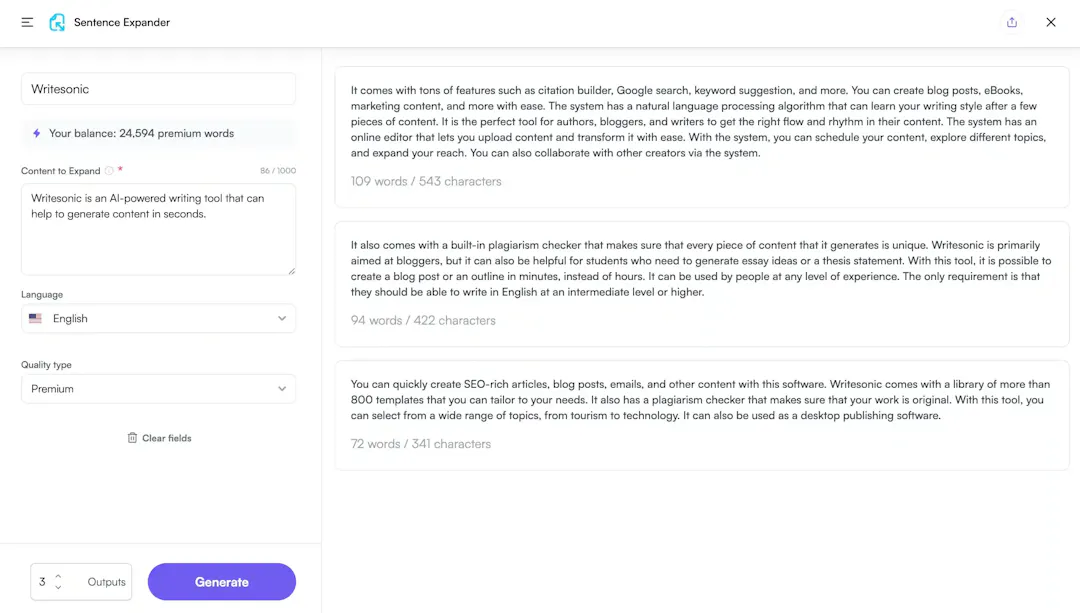 Sentence Expander
Writesonic
Your balance: 24,594 premium words
Content to Expand * 86 / 1000
Writesonic is an AI-powered writing tool that can
help to generate content in seconds.
Language
English
Quality type
Premium
Clear fields
3 Outputs
Generate
It comes with tons of features such as citation builder, Google search, keyword suggestion, and more. You can create blog posts, eBooks,
marketing content, and more with ease. The system has a natural language processing algorithm that can learn your writing style after a few
pieces of content. It is the perfect tool for authors, bloggers, and writers to get the right flow and rhythm in their content. The system has an
online editor that lets you upload content and transform it with ease. With the system, you can schedule your content, explore different topics,
and expand your reach. You can also collaborate with other creators via the system.
109 words / 543 characters
It also comes with a built-in plagiarism checker that makes sure that every piece of content that it generates is unique. Writesonic is primarily
aimed at bloggers, but it can also be helpful for students who need to generate essay ideas or a thesis statement. With this tool, it is possible to
create a blog post or an outline in minutes, instead of hours. It can be used by people at any level of experience. The only requirement is that
they should be able to write in English at an intermediate level or higher.
94 words / 422 characters
You can quickly create SEO-rich articles, blog posts, emails, and other content with this software. Writesonic comes with a library of more than
800 templates that you can tailor to your needs. It also has a plagiarism checker that makes sure that your work is original. With this tool, you
can select from a wide range of topics, from tourism to technology. It can also be used as a desktop publishing software.
72 words / 341 characters